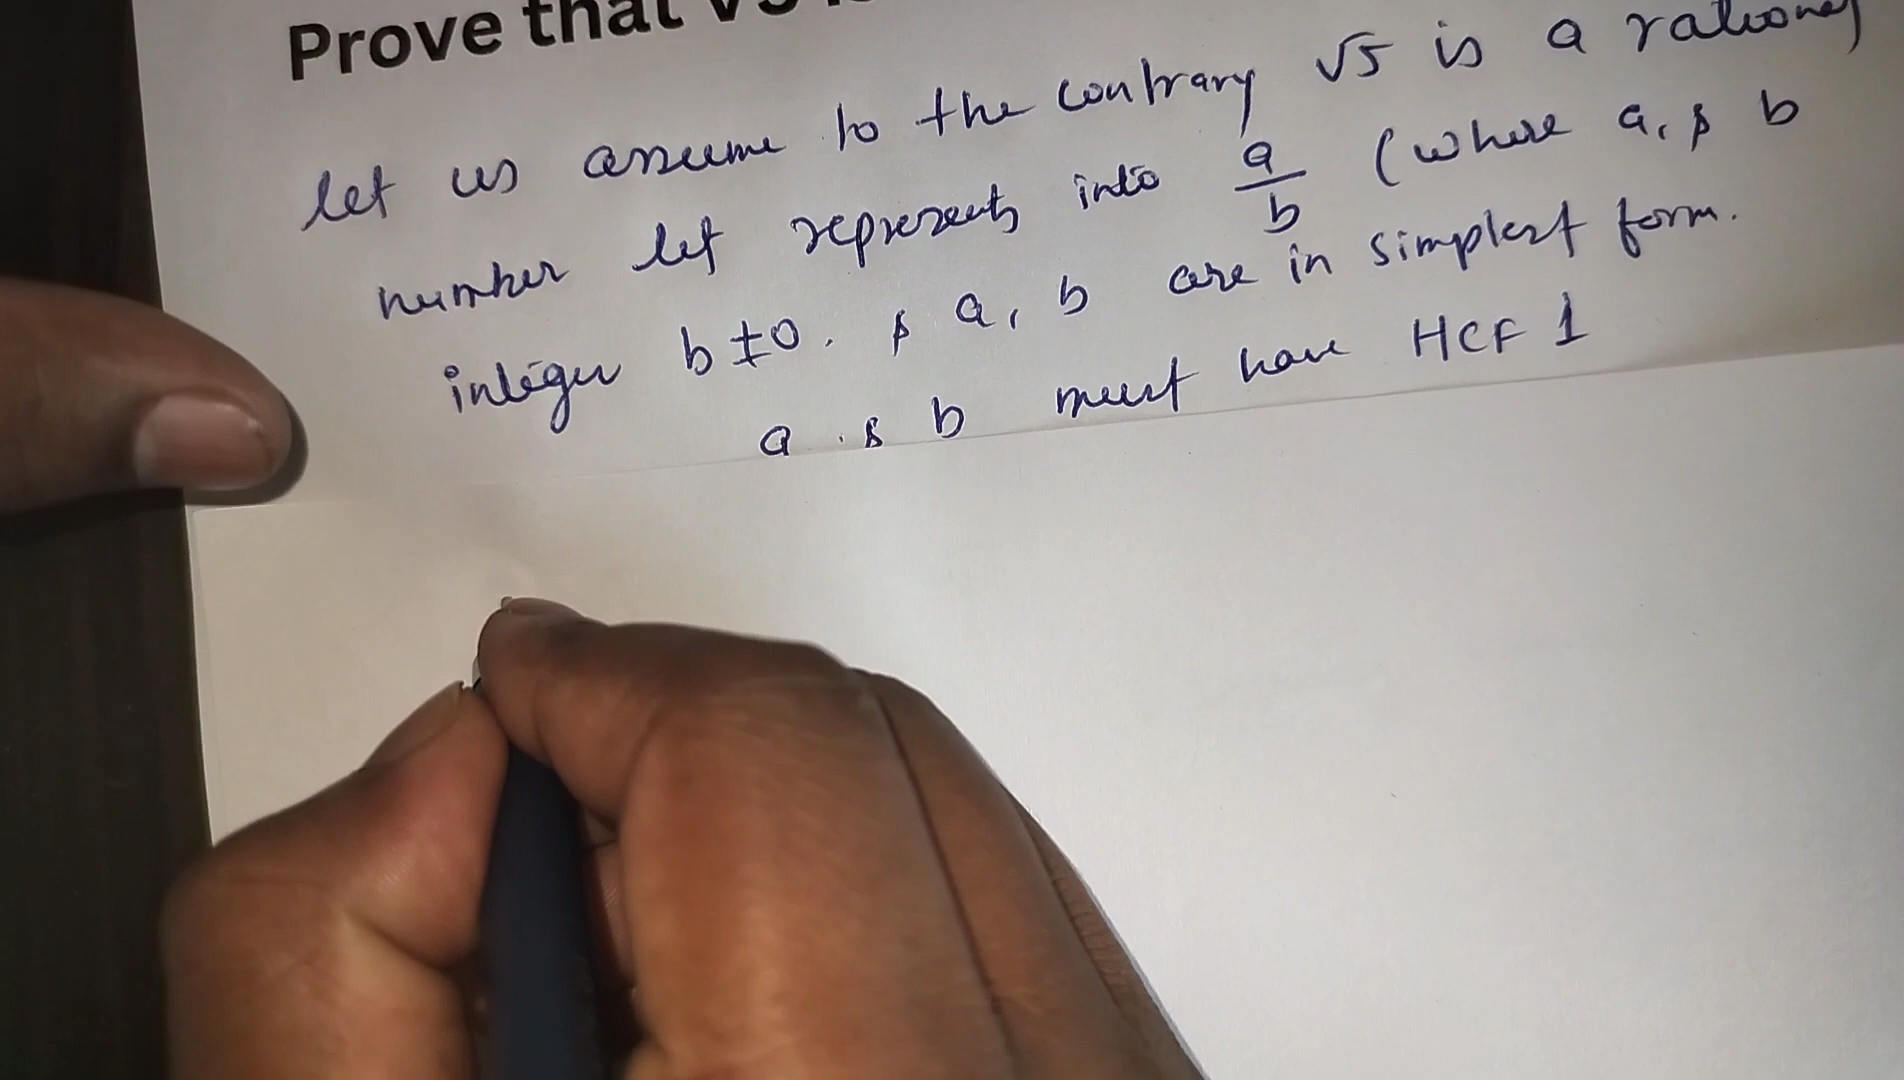 Prove that √5
let us assume to the contrary √5 is a rational
number let represents into a/b (where a, & b
integer b≠0. & a, b are in simplest form.
a & b must have HCF 1